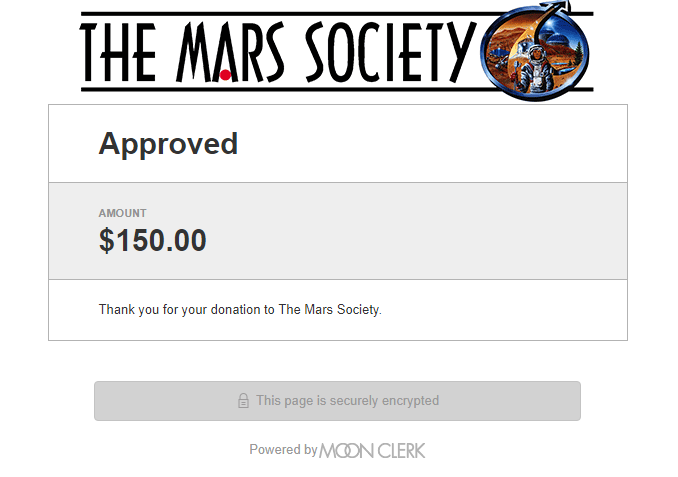 THE MARS SOCIETY
Approved
AMOUNT
$150.00
Thank you for your donation to The Mars Society.
This page is securely encrypted
Powered by MOON CLERK